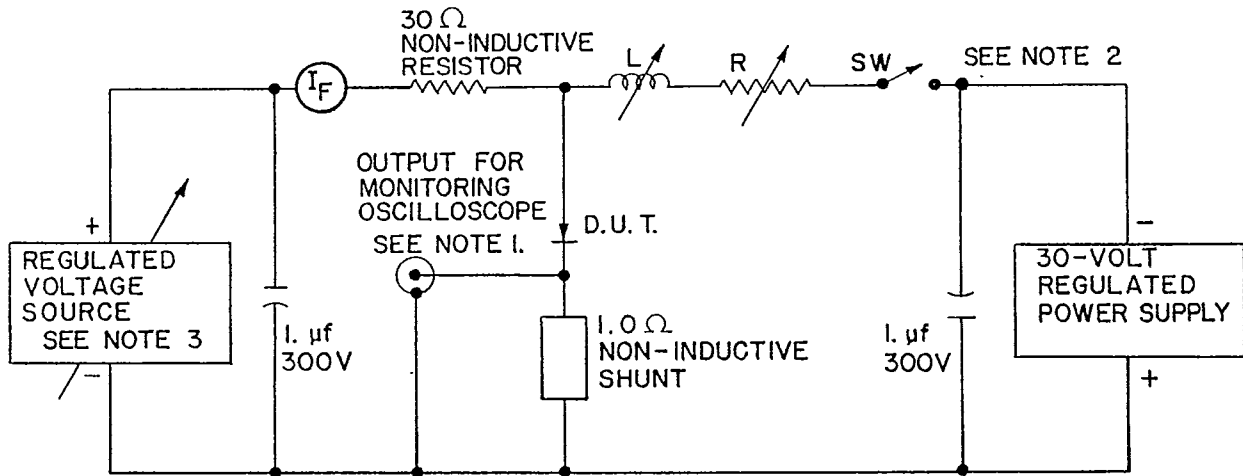 30 Ω
NON-INDUCTIVE
RESISTOR
I_F
L
R
SW
SEE NOTE 2
OUTPUT FOR
MONITORING
OSCILLOSCOPE
SEE NOTE 1.
D.U.T.
+
REGULATED
VOLTAGE
SOURCE
SEE NOTE 3
−
1. µf
300V
1.0 Ω
NON-INDUCTIVE
SHUNT
1. µf
300V
−
30-VOLT
REGULATED
POWER SUPPLY
+